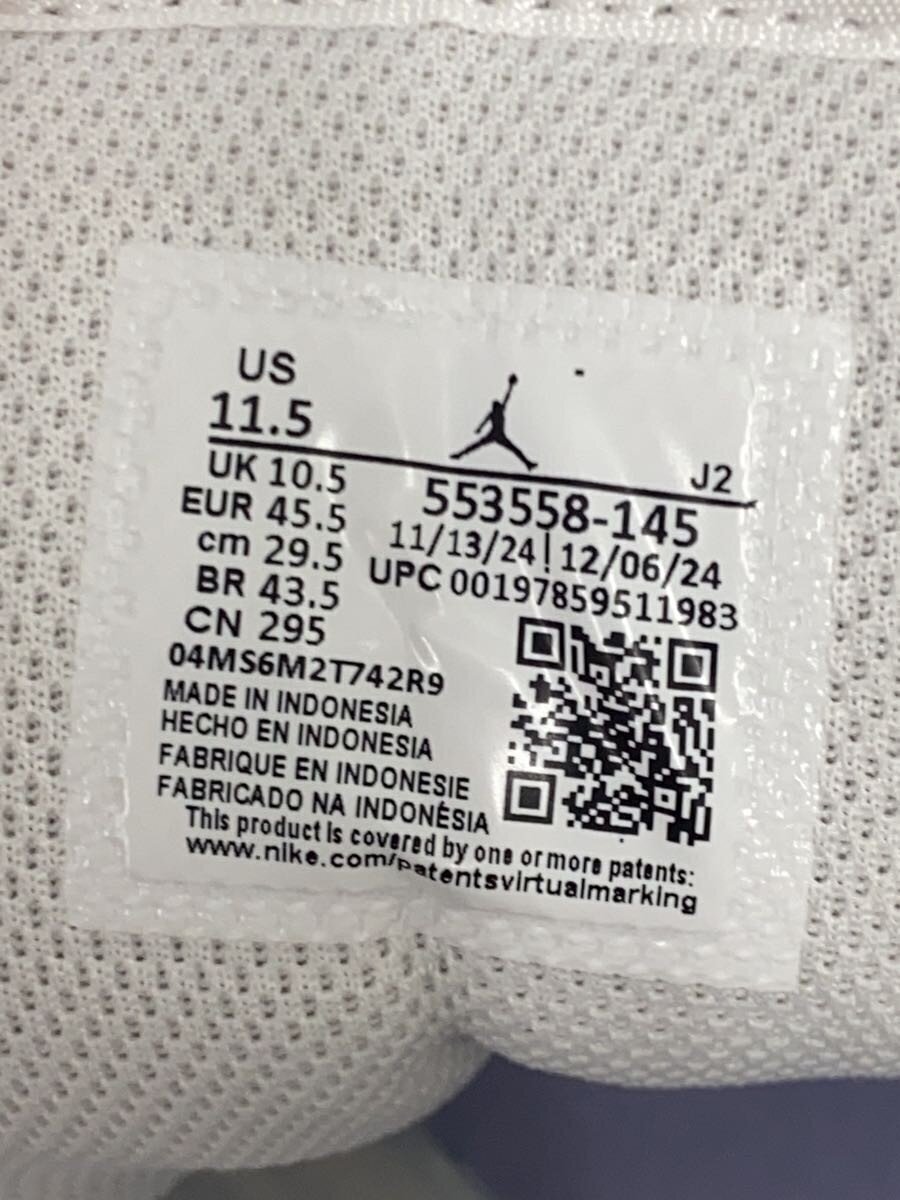 US
11.5
J2
UK 10.5
553558-145
EUR 45.5
11/13/24| 12/06/24
cm 29.5
UPC 00197859511983
BR 43.5
CN 295
04MS6M2T742R9
MADE IN INDONESIA
HECHO EN INDONESIA
FABRIQUE EN INDONESIE
FABRICADO NA INDONÉSIA
This product is covered by one or more patents:
www.nike.com/patentsvirtualmarking